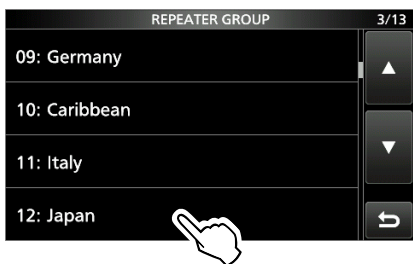 REPEATER GROUP 3/13
09: Germany
10: Caribbean
11: Italy
12: Japan